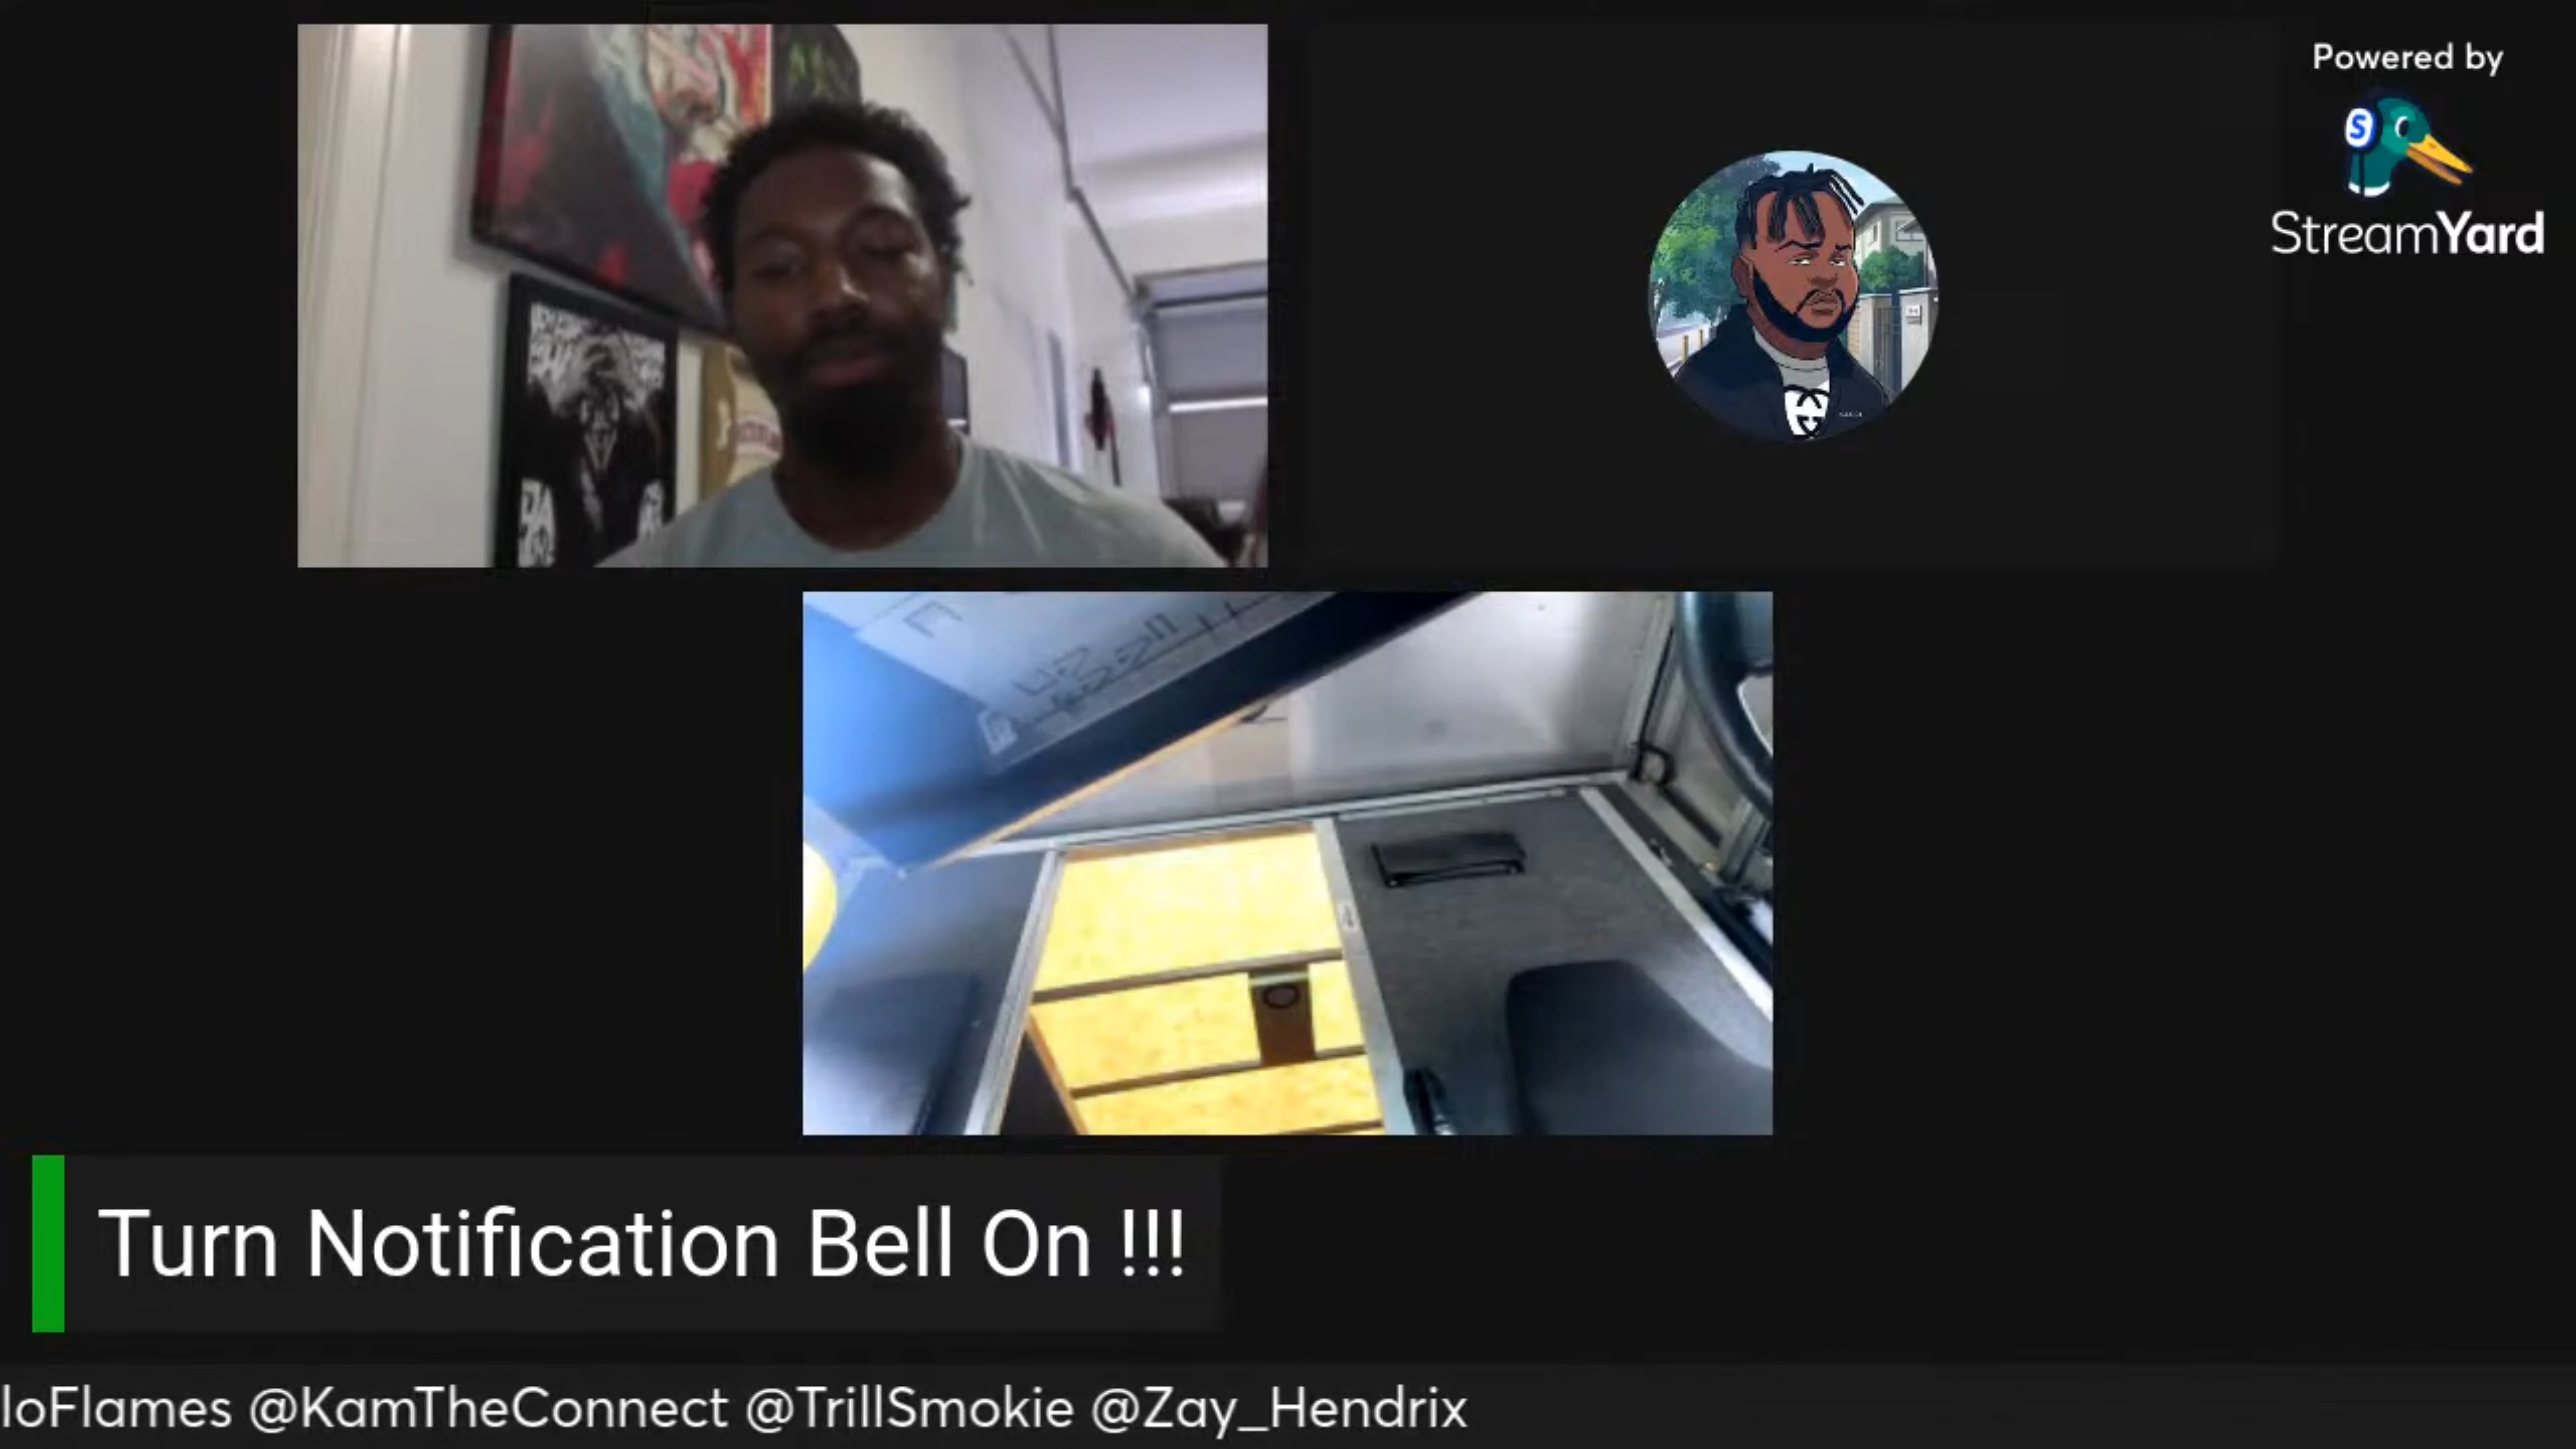 Powered by
S
StreamYard
Turn Notification Bell On !!!
loFlames @KamTheConnect @TrillSmokie @Zay_Hendrix